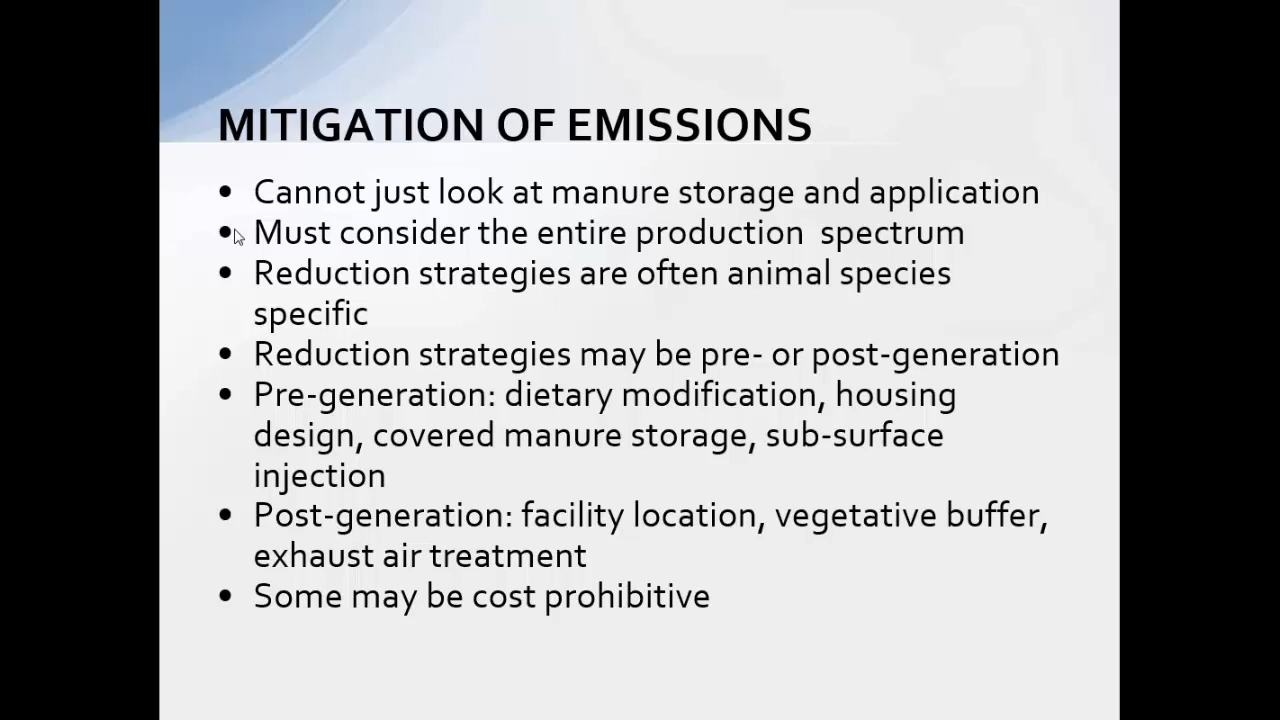 MITIGATION OF EMISSIONS
• Cannot just look at manure storage and application
• Must consider the entire production  spectrum
• Reduction strategies are often animal species
specific
• Reduction strategies may be pre- or post-generation
• Pre-generation: dietary modification, housing
design, covered manure storage, sub-surface
injection
• Post-generation: facility location, vegetative buffer,
exhaust air treatment
• Some may be cost prohibitive